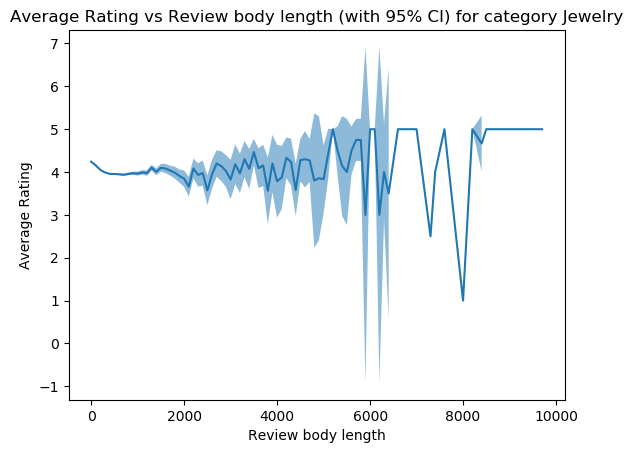 Average Rating vs Review body length (with 95% CI) for category Jewelry
7
6
5
4
3
2
1
0
−1
Average Rating
0 2000 4000 6000 8000 10000
Review body length